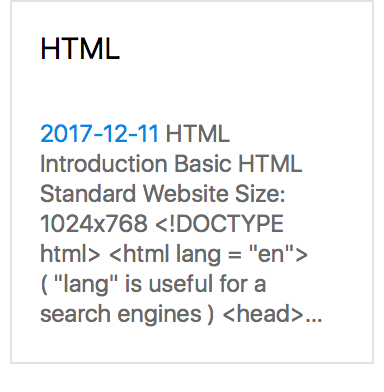 HTML
2017-12-11 HTML
Introduction Basic HTML
Standard Website Size:
1024x768 <!DOCTYPE
html> <html lang = "en">
( "lang" is useful for a
search engines ) <head>...